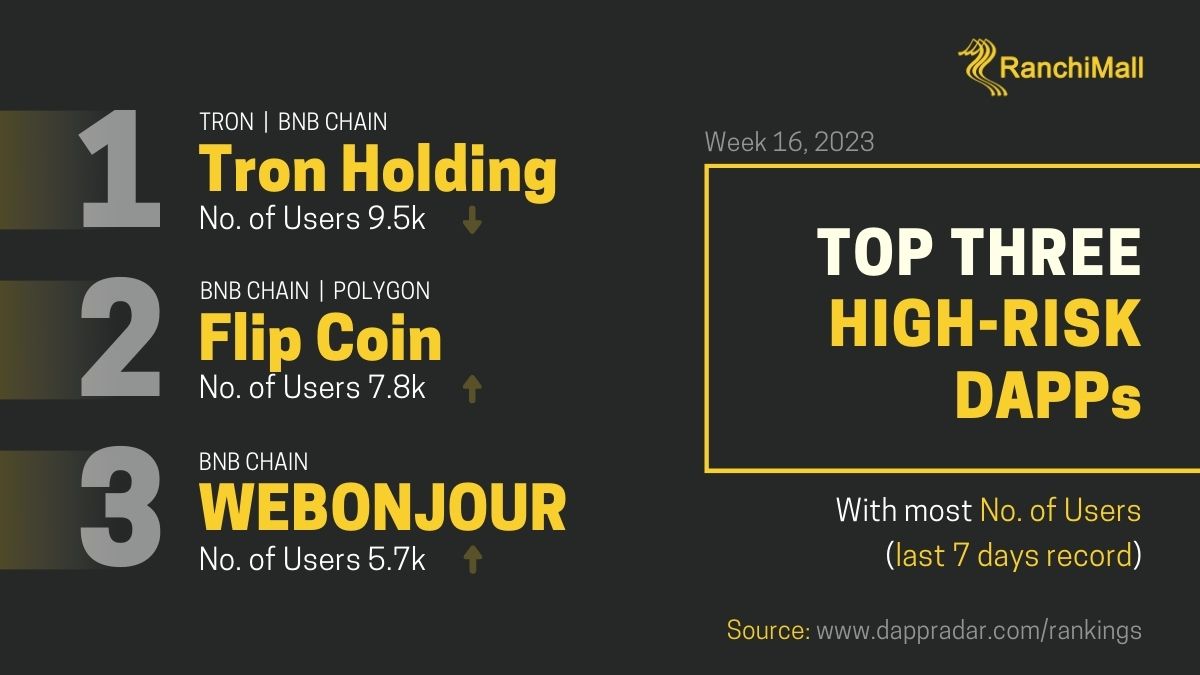 RanchiMall
1
TRON | BNB CHAIN
Tron Holding
No. of Users 9.5k
2
BNB CHAIN | POLYGON
Flip Coin
No. of Users 7.8k
3
BNB CHAIN
WEBONJOUR
No. of Users 5.7k
Week 16, 2023
TOP THREE
HIGH-RISK
DAPPs
With most No. of Users
(last 7 days record)
Source: www.dappradar.com/rankings